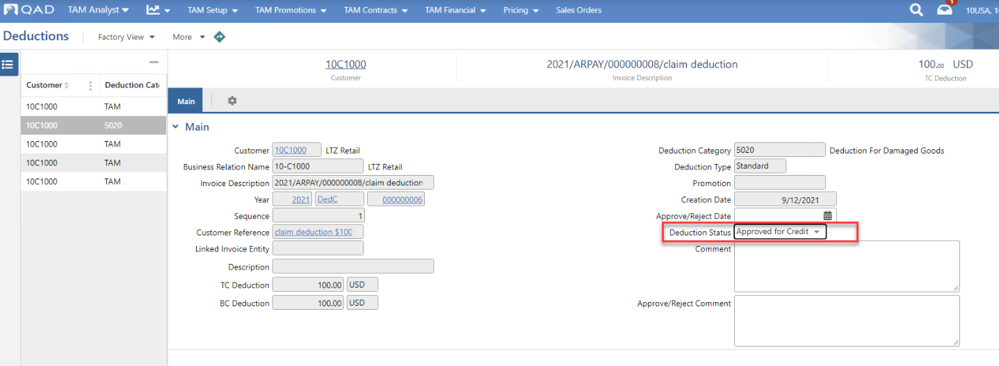 QAD TAM Analyst TAM Setup TAM Promotions TAM Contracts TAM Financial Pricing Sales Orders 1 10USA, 1
Deductions Factory View More
10C1000 2021/ARPAY/000000008/claim deduction 100.00 USD
Customer Invoice Description TC Deduction
Customer Deduction Cat
Main
10C1000 TAM
10C1000 5020
10C1000 TAM
10C1000 TAM
10C1000 TAM
Main
Customer 10C1000 LTZ Retail
Business Relation Name 10-C1000 LTZ Retail
Invoice Description 2021/ARPAY/000000008/claim deduction
Year 2021 DedC 000000006
Sequence 1
Customer Reference claim deduction $100
Linked Invoice Entity
Description
TC Deduction 100.00 USD
BC Deduction 100.00 USD
Deduction Category 5020 Deduction For Damaged Goods
Deduction Type Standard
Promotion
Creation Date 9/12/2021
Approve/Reject Date
Deduction Status Approved for Credit
Comment
Approve/Reject Comment